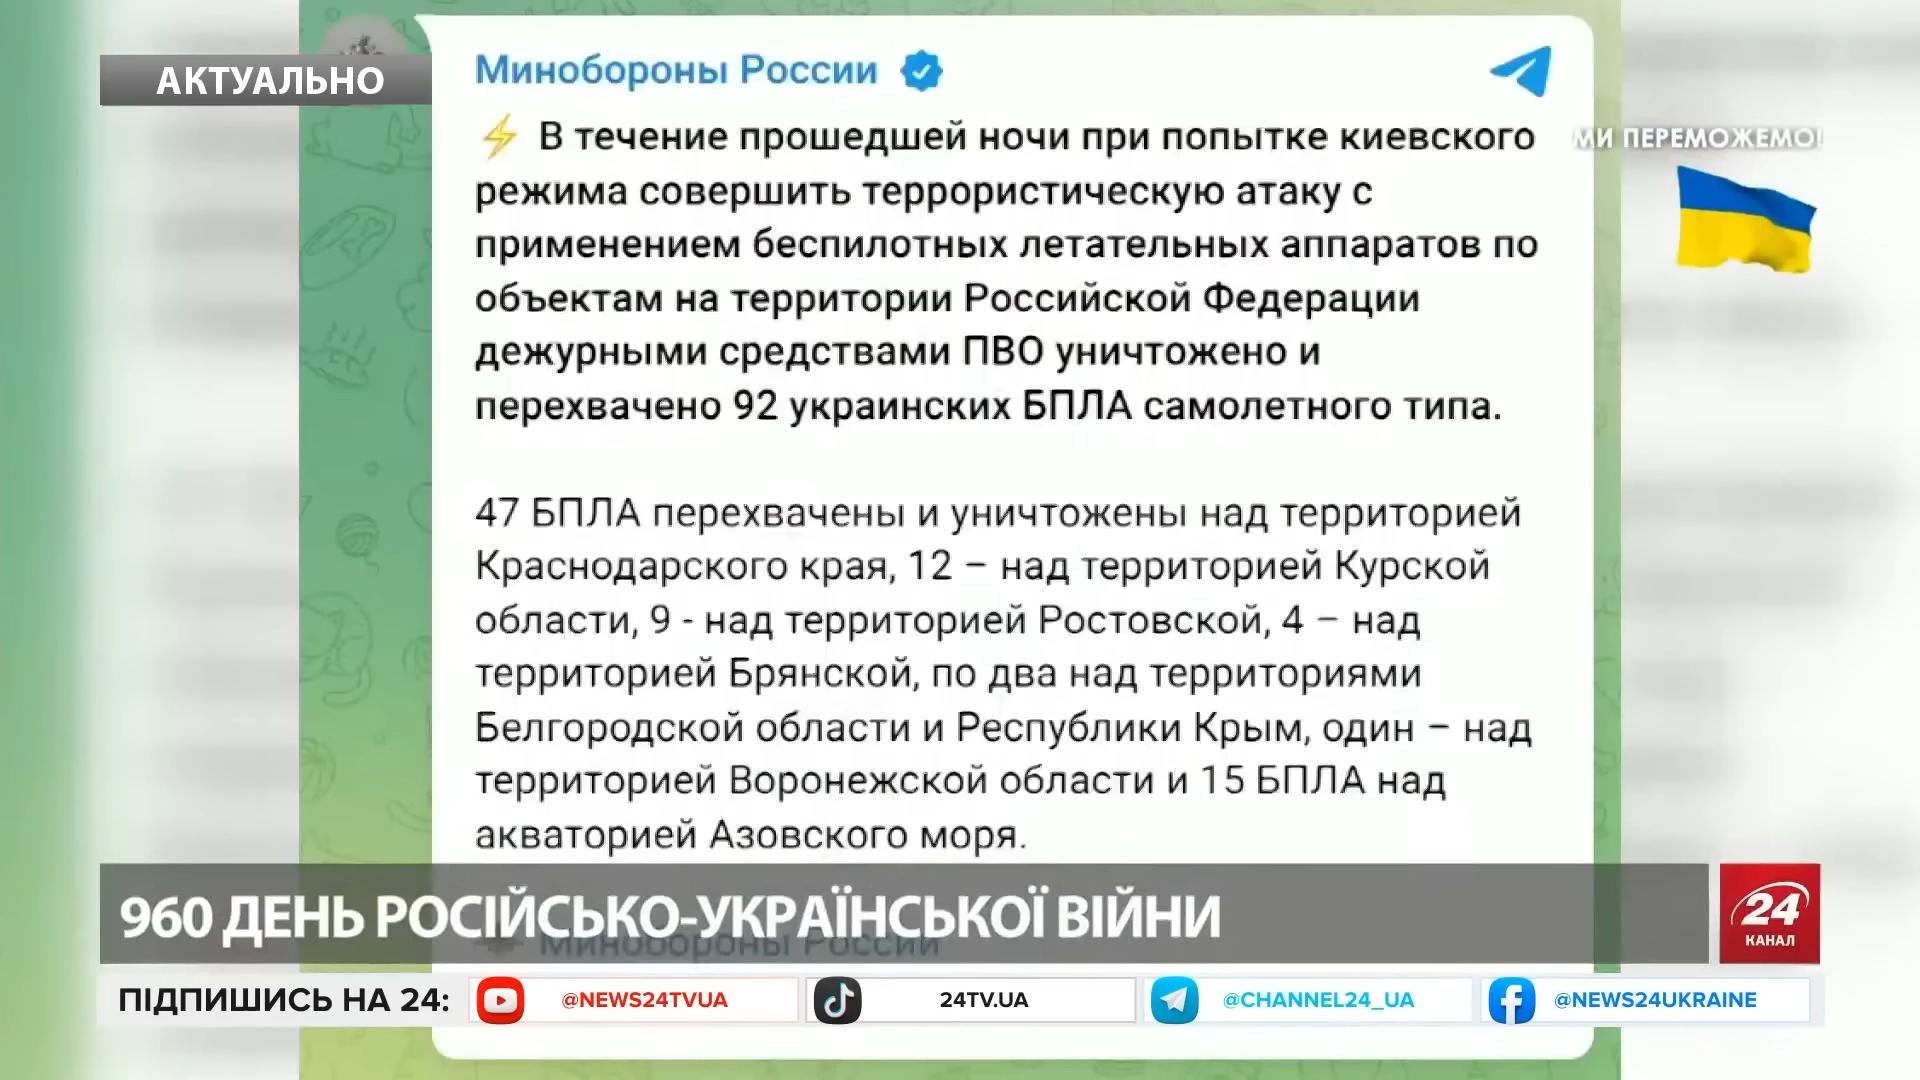 АКТУАЛЬНО
Минобороны России
⚡ В течение прошедшей ночи при попытке киевского
режима совершить террористическую атаку с
применением беспилотных летательных аппаратов по
объектам на территории Российской Федерации
дежурными средствами ПВО уничтожено и
перехвачено 92 украинских БПЛА самолетного типа.
47 БПЛА перехвачены и уничтожены над территорией
Краснодарского края, 12 – над территорией Курской
области, 9 - над территорией Ростовской, 4 – над
территорией Брянской, по два над территориями
Белгородской области и Республики Крым, один – над
территорией Воронежской области и 15 БПЛА над
акваторией Азовского моря.
МИ ПЕРЕМОЖЕМО!
960 ДЕНЬ РОСІЙСЬКО-УКРАЇНСЬКОЇ ВІЙНИ
Минобороны России
24
КАНАЛ
ПІДПИШИСЬ НА 24:
@NEWS24TVUA
24TV.UA
@CHANNEL24_UA
@NEWS24UKRAINE